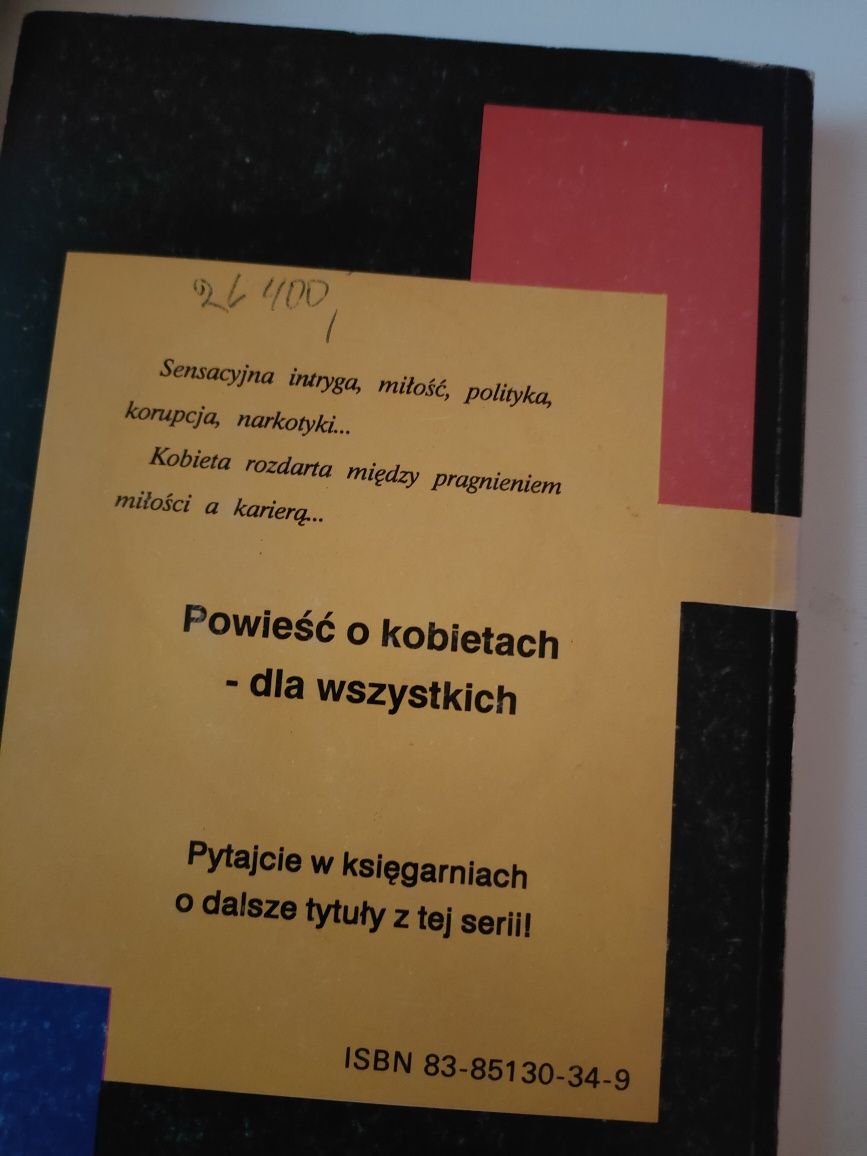 zł 400,
Sensacyjna intryga, miłość, polityka,
korupcja, narkotyki...
Kobieta rozdarta między pragnieniem
miłości a karierą...
Powieść o kobietach
- dla wszystkich
Pytajcie w księgarniach
o dalsze tytuły z tej serii!
ISBN 83-85130-34-9